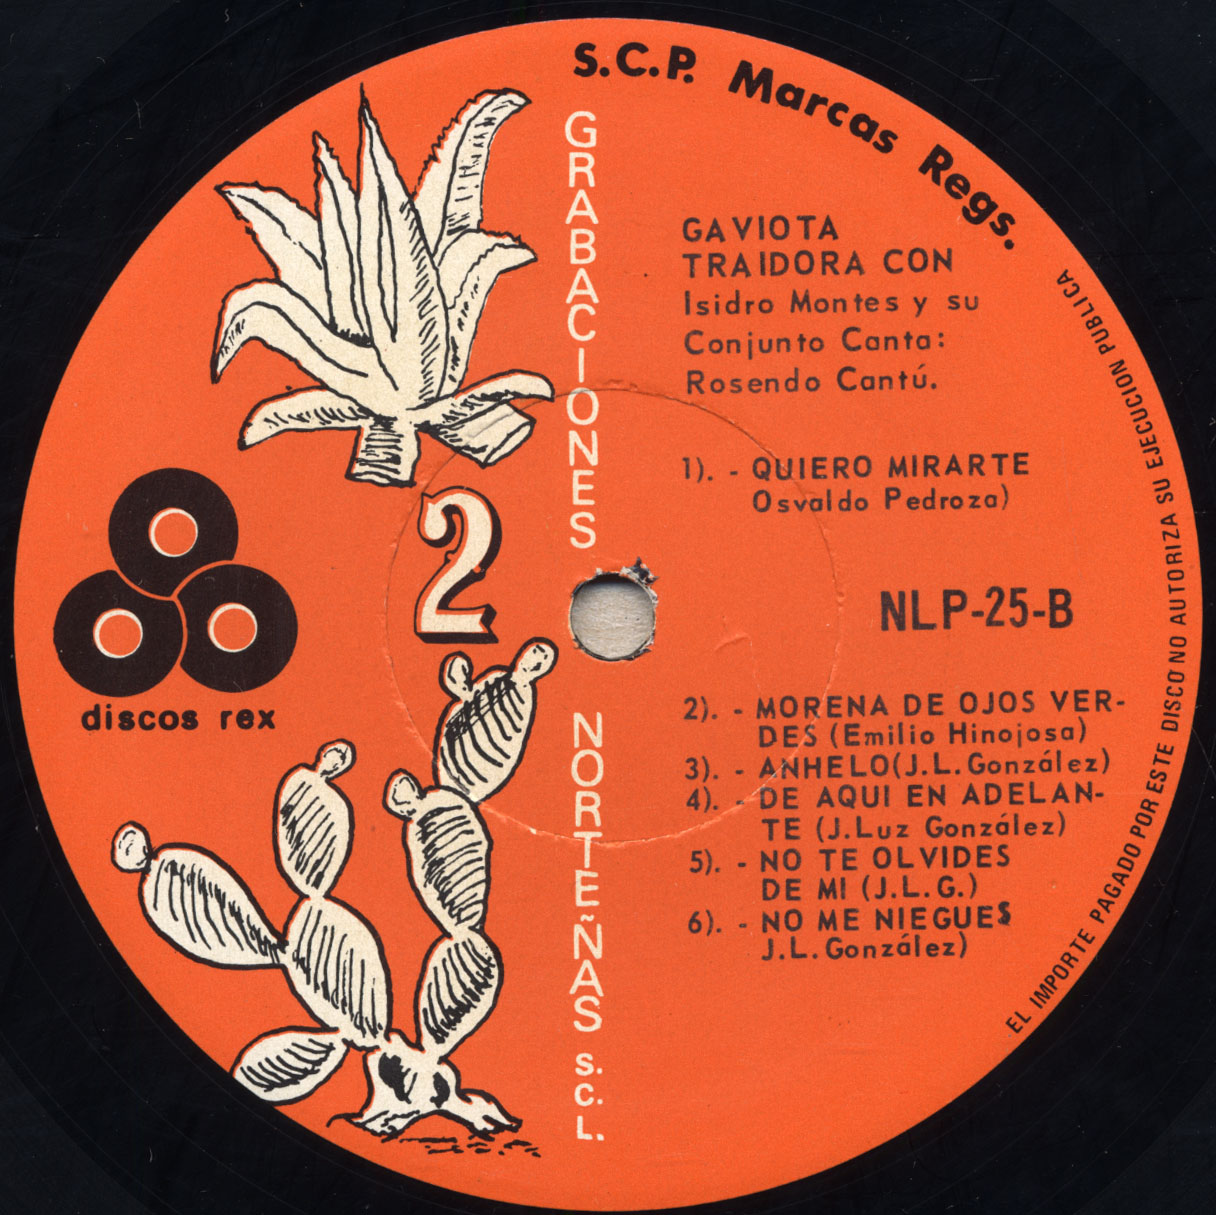 S.C.P. Marcas Regs.
GRABACIONES NORTEÑAS S.C.L.
GAVIOTA
TRAIDORA CON
Isidro Montes y su
Conjunto Canta:
Rosendo Cantú.
1). - QUIERO MIRARTE
Osvaldo Pedroza)
2
discos rex
NLP-25-B
2). - MORENA DE OJOS VER-
DES (Emilio Hinojosa)
3). - ANHELO(J.L.González)
4). - DE AQUI EN ADELAN-
TE (J.Luz González)
5). - NO TE OLVIDES
DE MI (J.L.G.)
6). - NO ME NIEGUES
J.L.González)
EL IMPORTE PAGADO POR ESTE DISCO NO AUTORIZA SU EJECUCION PUBLICA